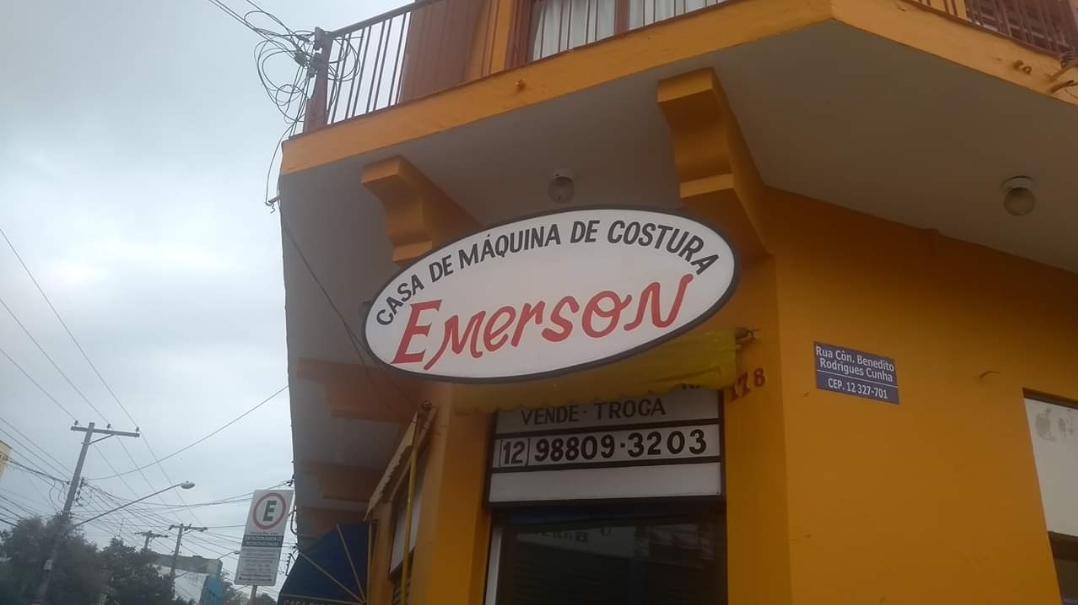 CASA DE MÁQUINA DE COSTURA
Emerson
178
Rua Côn. Benedito
Rodrigues Cunha
CEP. 12 327-701
VENDE - TROCA
12 98809-3203
E